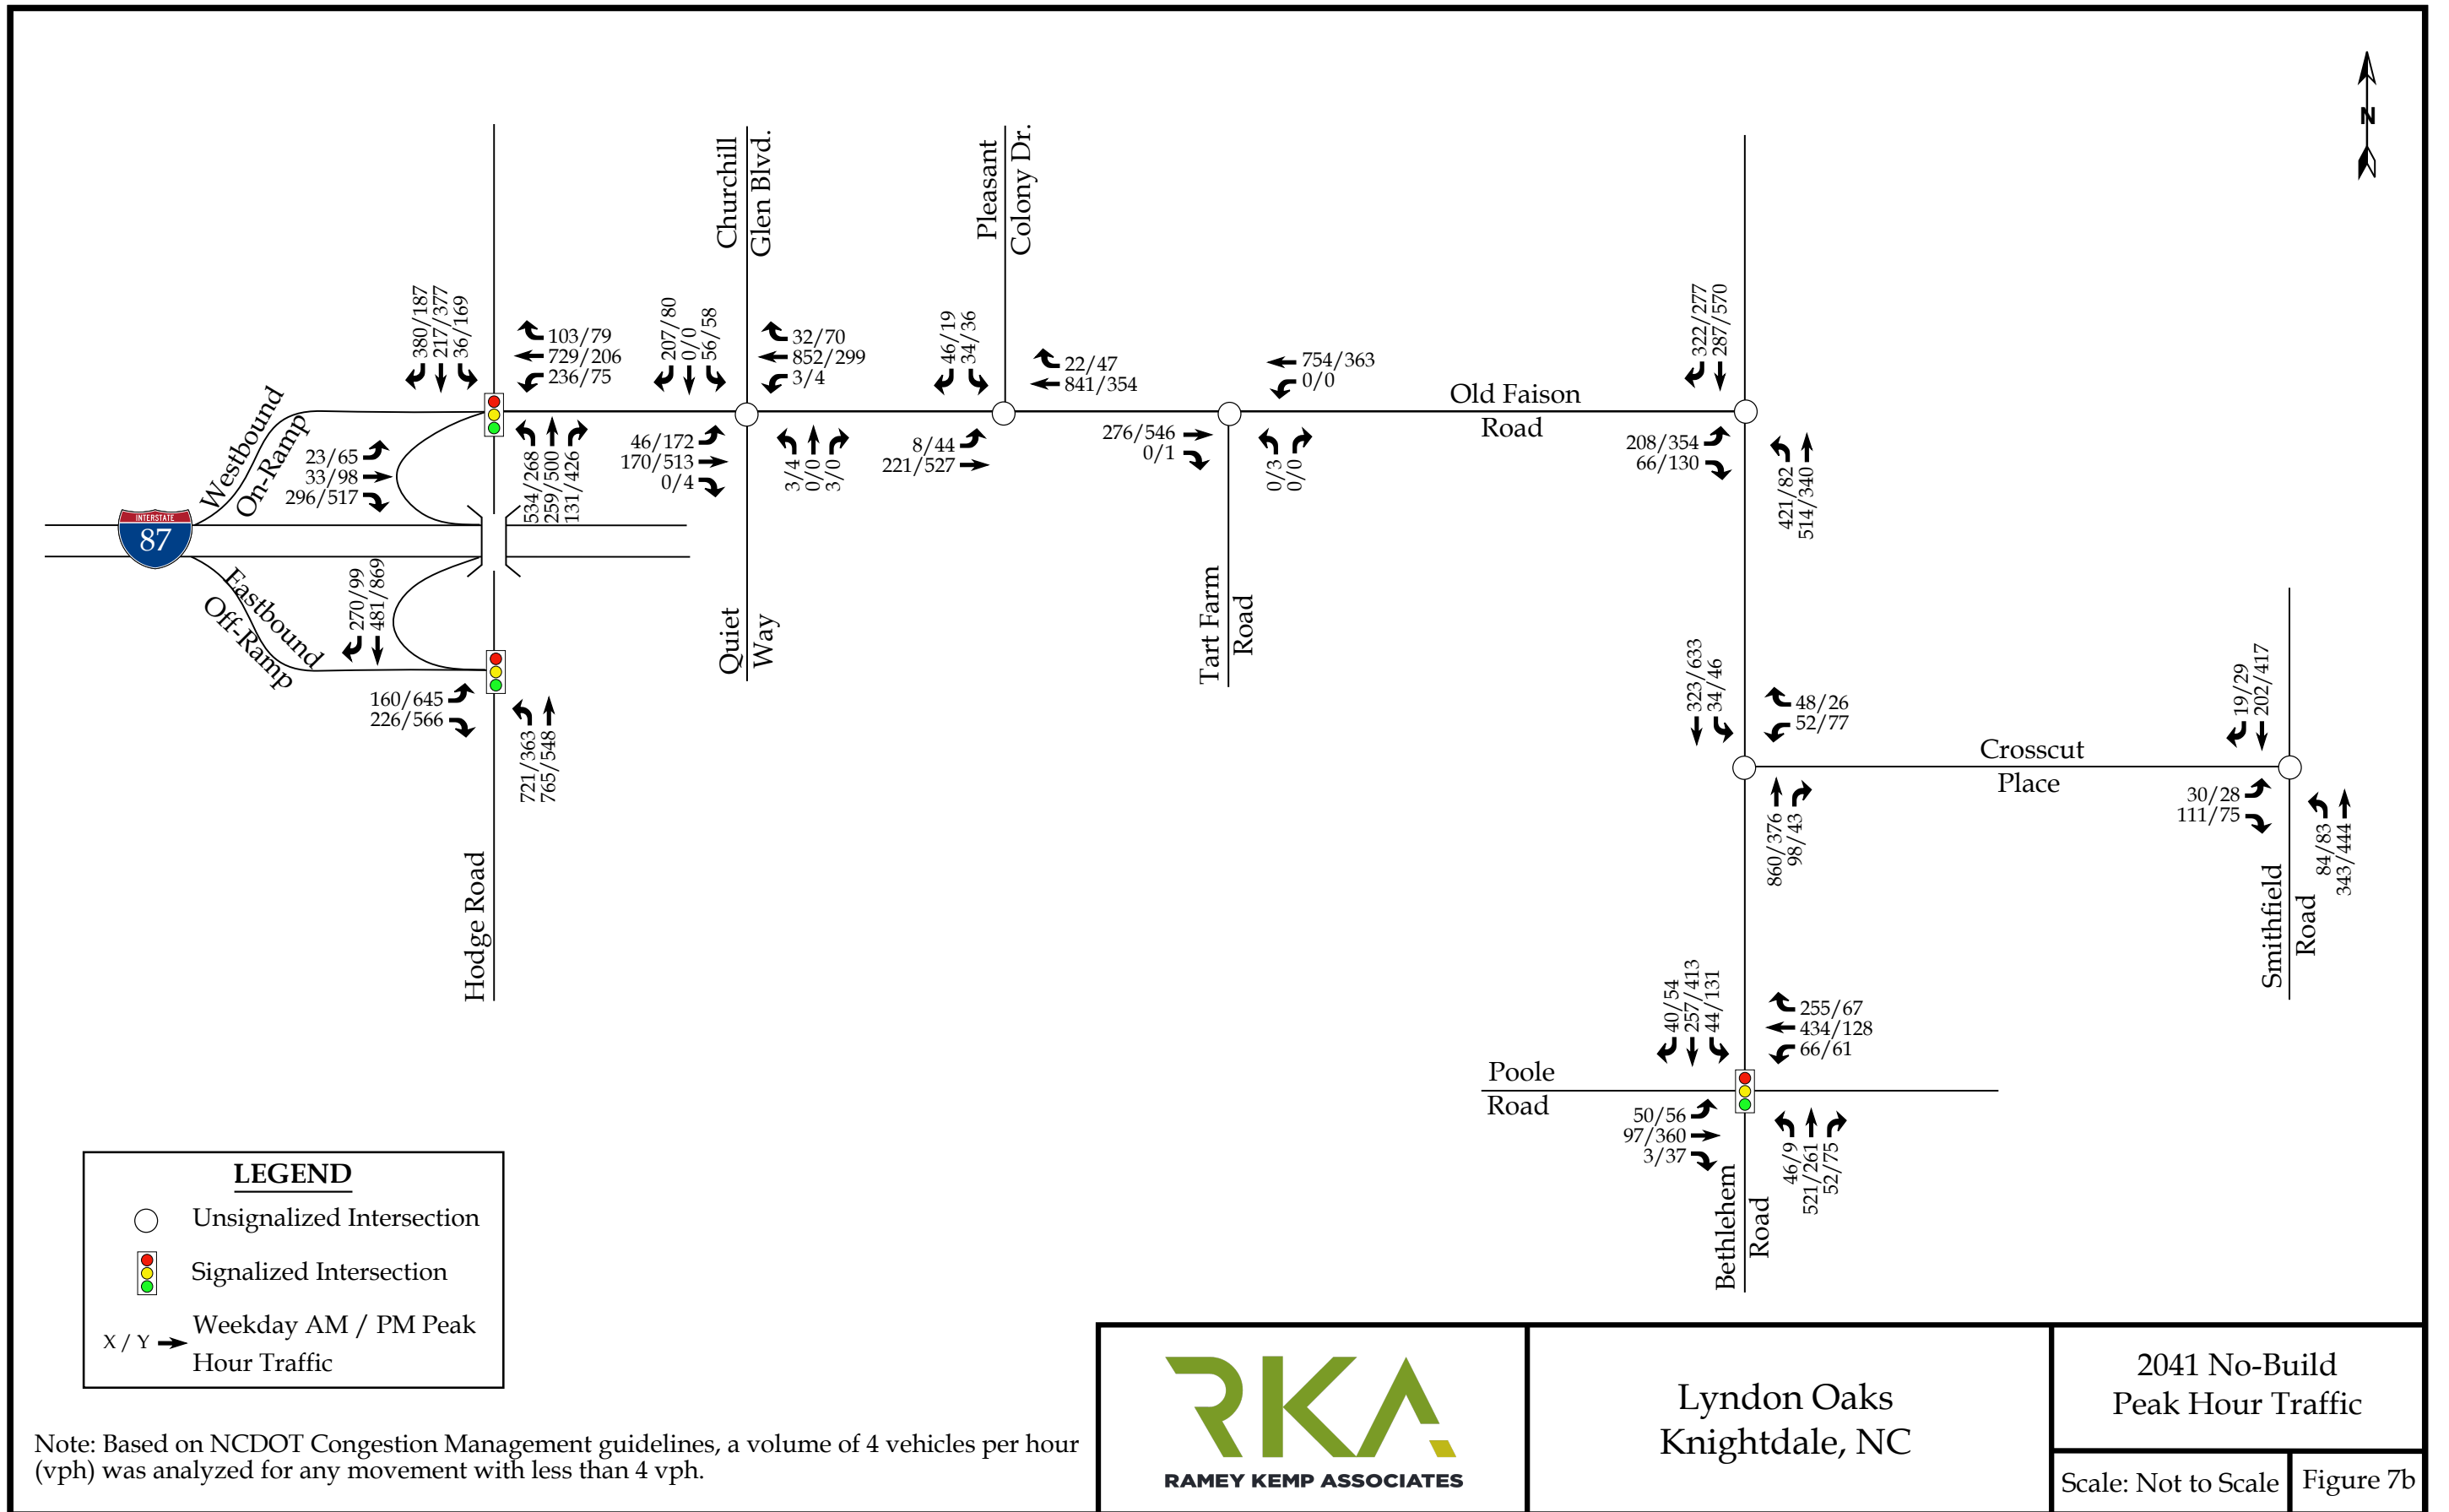 N
Churchill
Glen Blvd.
Pleasant
Colony Dr.
380/187
217/377
36/169
103/79
729/206
236/75
207/80
0/0
56/58
32/70
852/299
3/4
46/19
34/36
22/47
841/354
754/363
0/0
Old Faison
Road
322/277
287/570
Westbound
On-Ramp
23/65
33/98
296/517
534/268
259/500
131/426
46/172
170/513
0/4
3/4
0/0
3/0
8/44
221/527
276/546
0/1
0/3
0/0
208/354
66/130
421/82
514/340
INTERSTATE
87
Eastbound
Off-Ramp
270/99
481/869
160/645
226/566
721/363
765/548
Hodge Road
Quiet
Way
Tart Farm
Road
323/633
34/46
48/26
52/77
Crosscut
Place
19/29
202/417
860/376
98/43
30/28
111/75
84/83
343/444
Smithfield
Road
40/54
257/413
44/131
255/67
434/128
66/61
Poole
Road
50/56
97/360
3/37
46/9
521/261
52/75
Bethlehem
Road
LEGEND
Unsignalized Intersection
Signalized Intersection
X / Y
Weekday AM / PM Peak
Hour Traffic
Note: Based on NCDOT Congestion Management guidelines, a volume of 4 vehicles per hour
(vph) was analyzed for any movement with less than 4 vph.
RKA
RAMEY KEMP ASSOCIATES
Lyndon Oaks
Knightdale, NC
2041 No-Build
Peak Hour Traffic
Scale: Not to Scale
Figure 7b